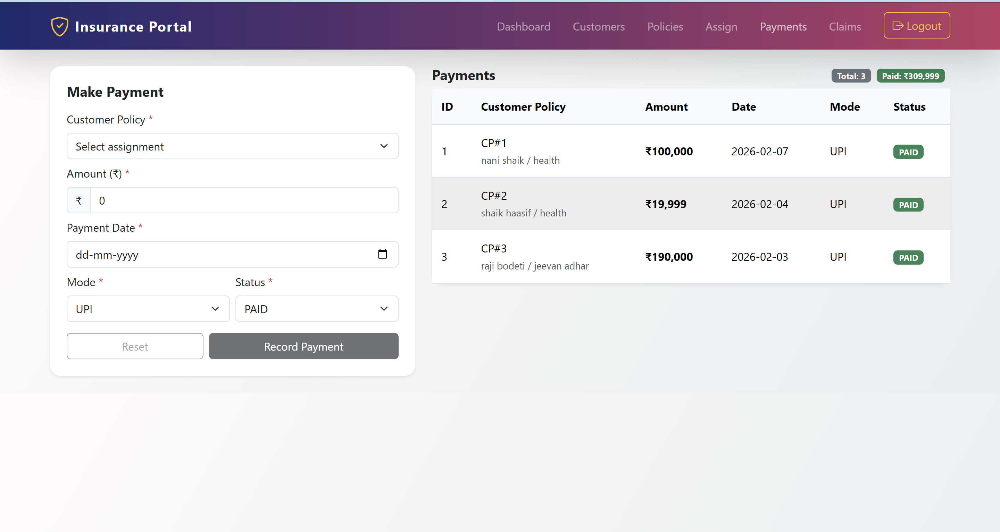 Insurance Portal
Dashboard Customers Policies Assign Payments Claims Logout
Make Payment
Customer Policy *
Select assignment
Amount (₹) *
₹ 0
Payment Date *
dd-mm-yyyy
Mode * Status *
UPI PAID
Reset Record Payment
Payments Total: 3 Paid: ₹309,999
ID Customer Policy Amount Date Mode Status
1 CP#1 ₹100,000 2026-02-07 UPI PAID
nani shaik / health
2 CP#2 ₹19,999 2026-02-04 UPI PAID
shaik haasif / health
3 CP#3 ₹190,000 2026-02-03 UPI PAID
raji bodeti / jeevan adhar